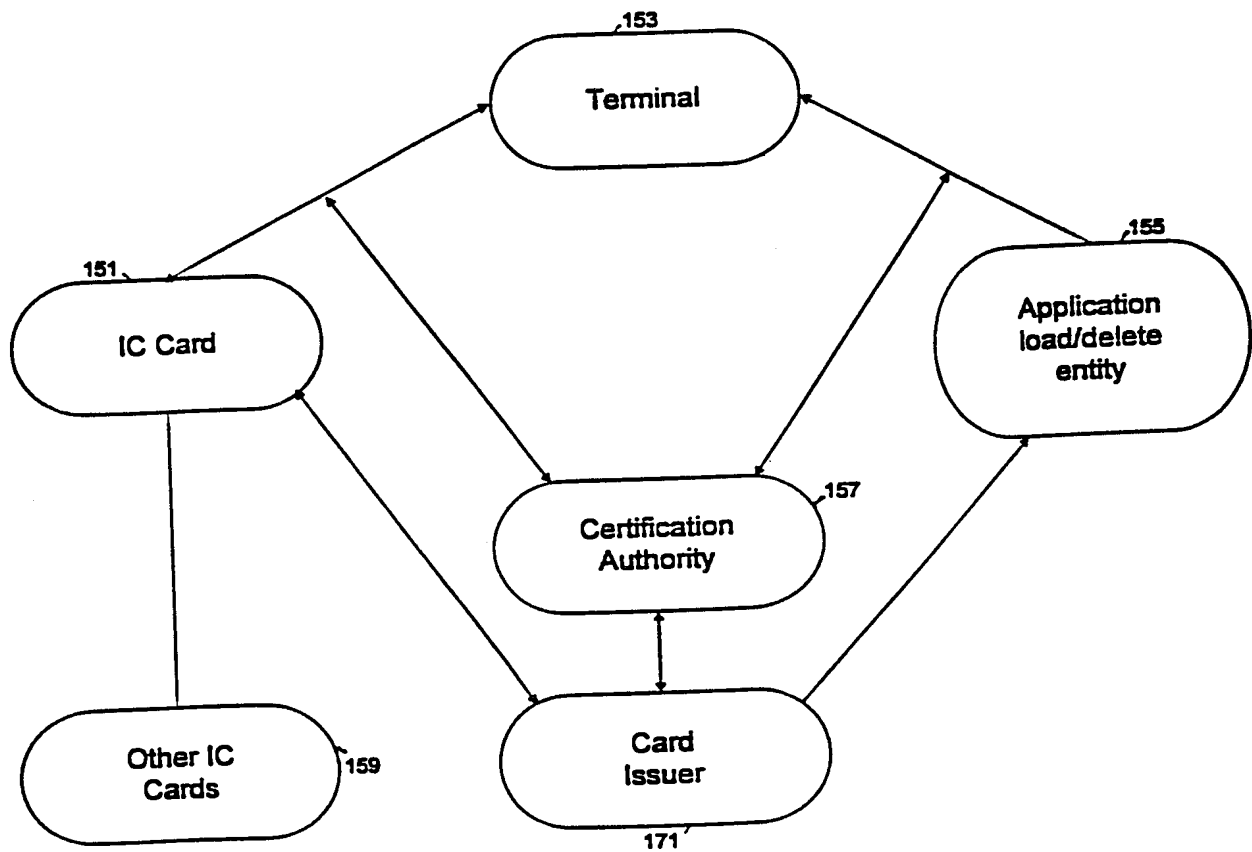 153
Terminal
155
Application
load/delete
entity
151
IC Card
157
Certification
Authority
Other IC
Cards
159
Card
Issuer
171